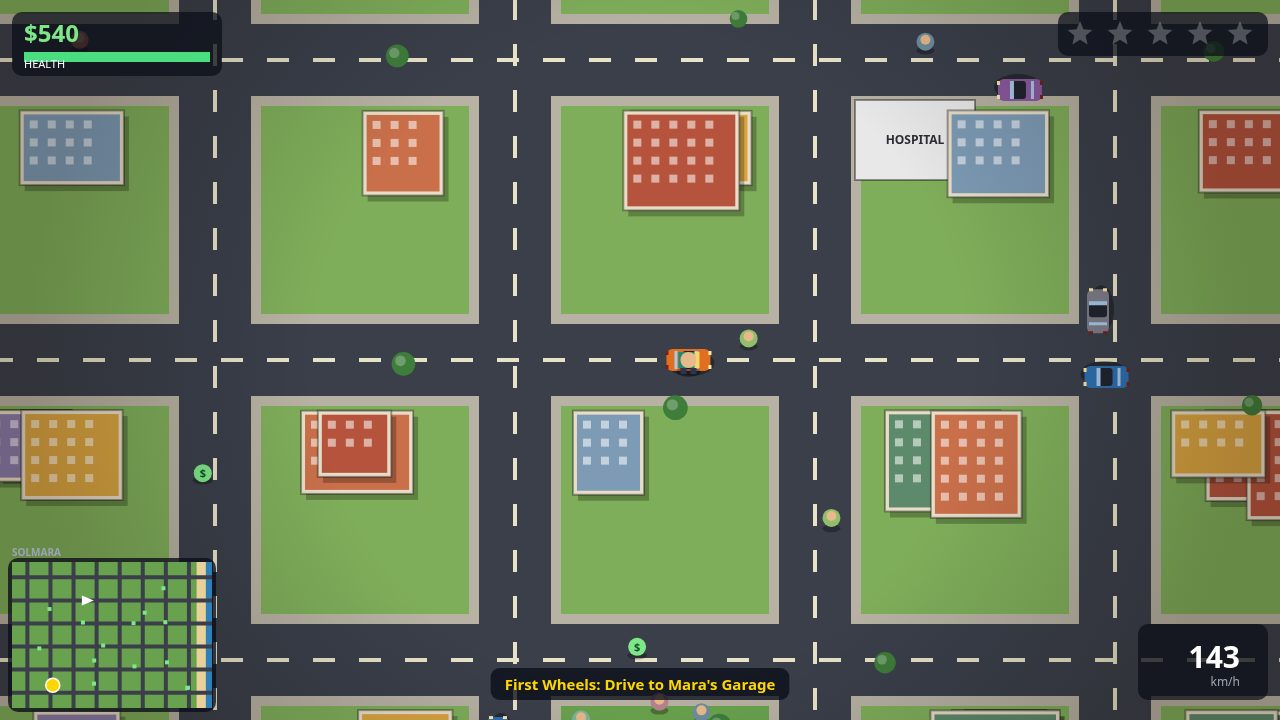 $540
HEALTH
HOSPITAL
$
SOLMARA
$
First Wheels: Drive to Mara's Garage
143
km/h